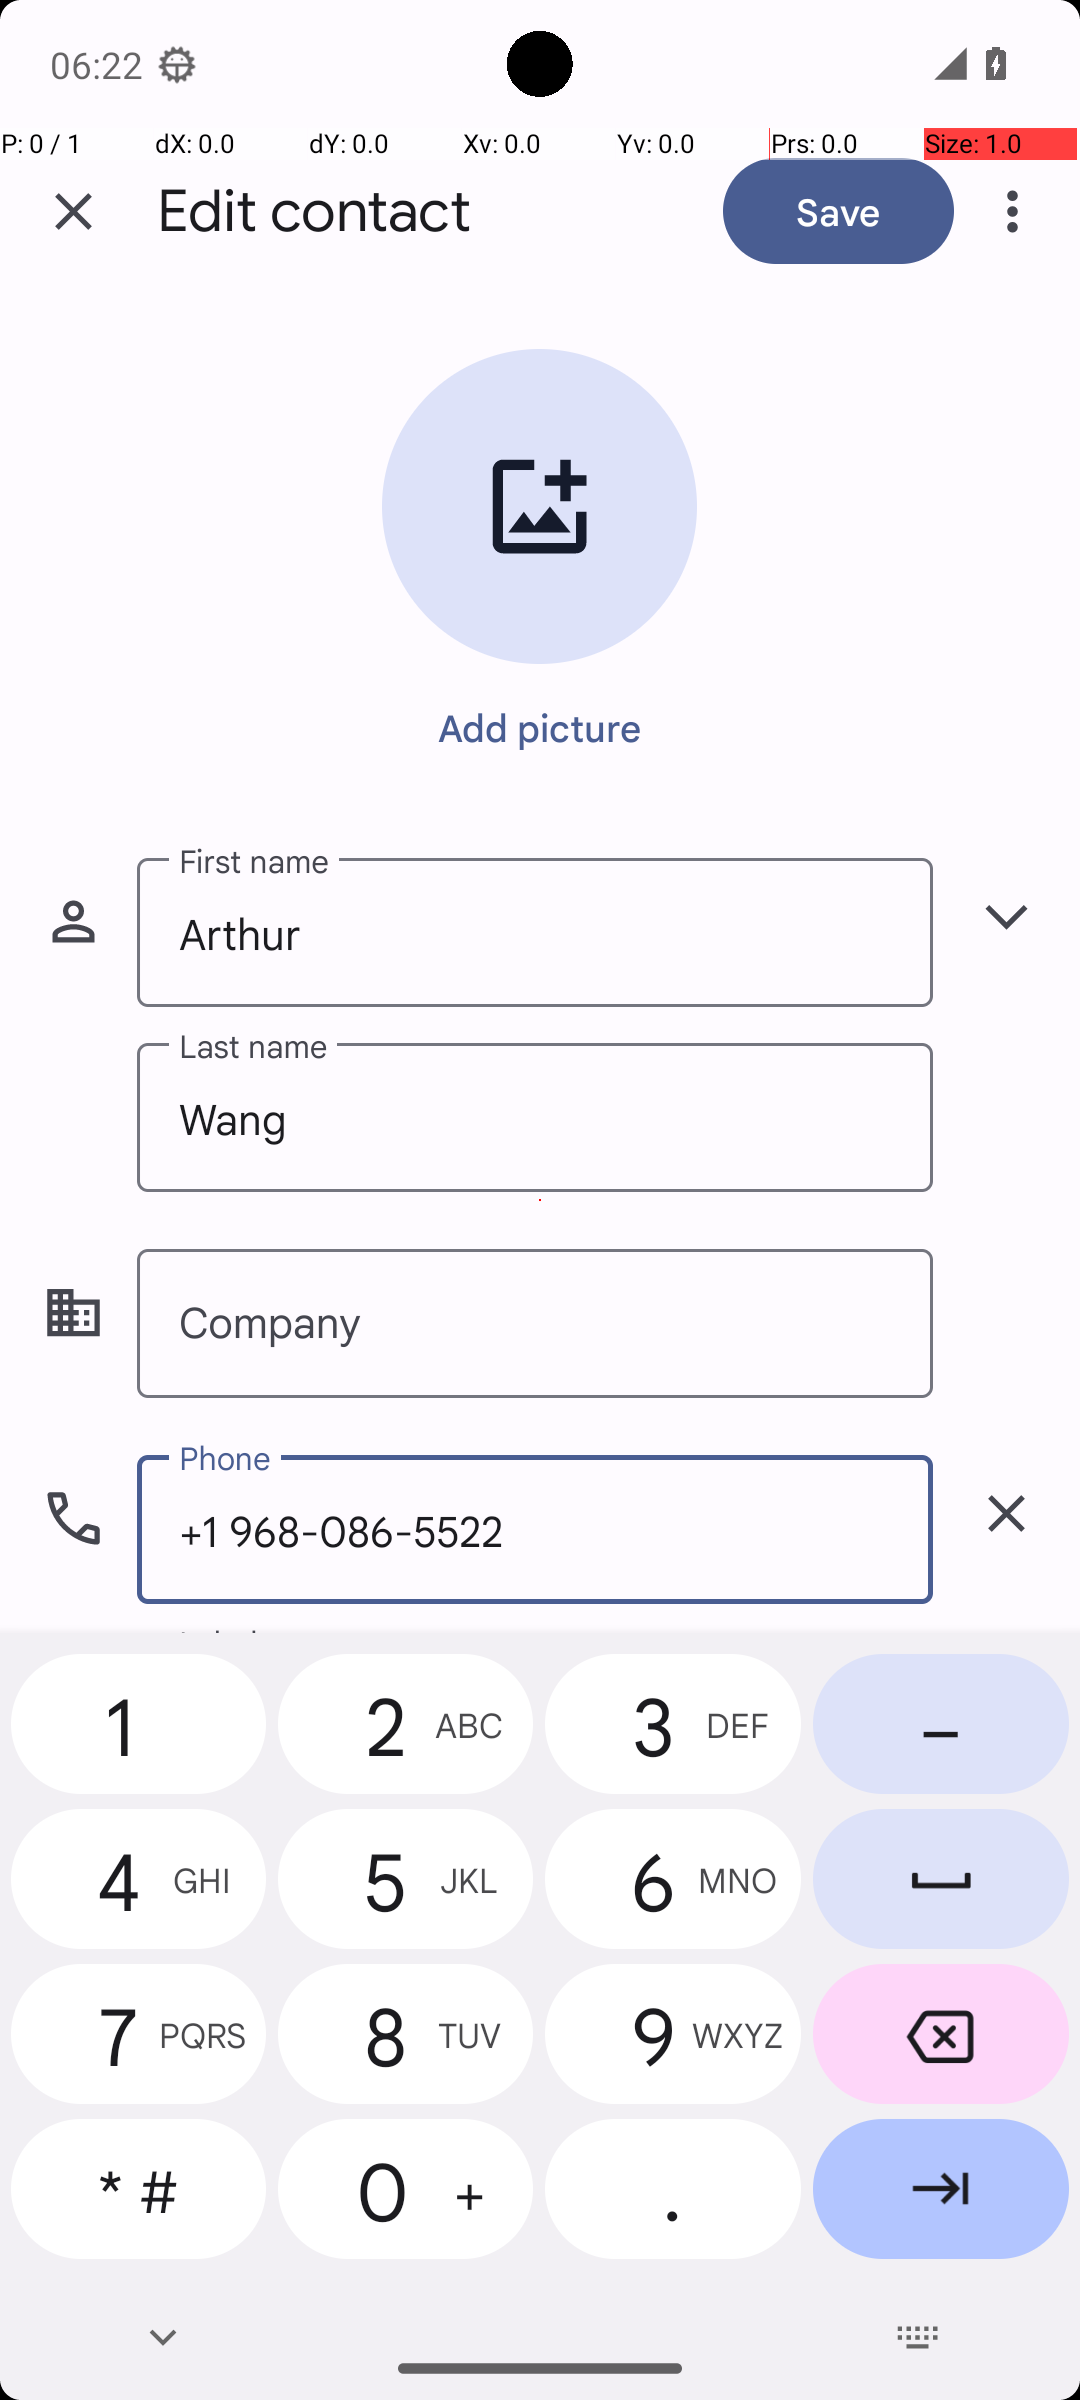 06:22
P: 0 / 1 dX: 0.0 dY: 0.0 Xv: 0.0 Yv: 0.0 Prs: 0.0 Size: 1.0
Edit contact Save
Add picture
First name
Arthur
Last name
Wang
Company
Phone
+1 968-086-5522
1 2 ABC 3 DEF –
4 GHI 5 JKL 6 MNO
7 PQRS 8 TUV 9 WXYZ
* # 0 + .